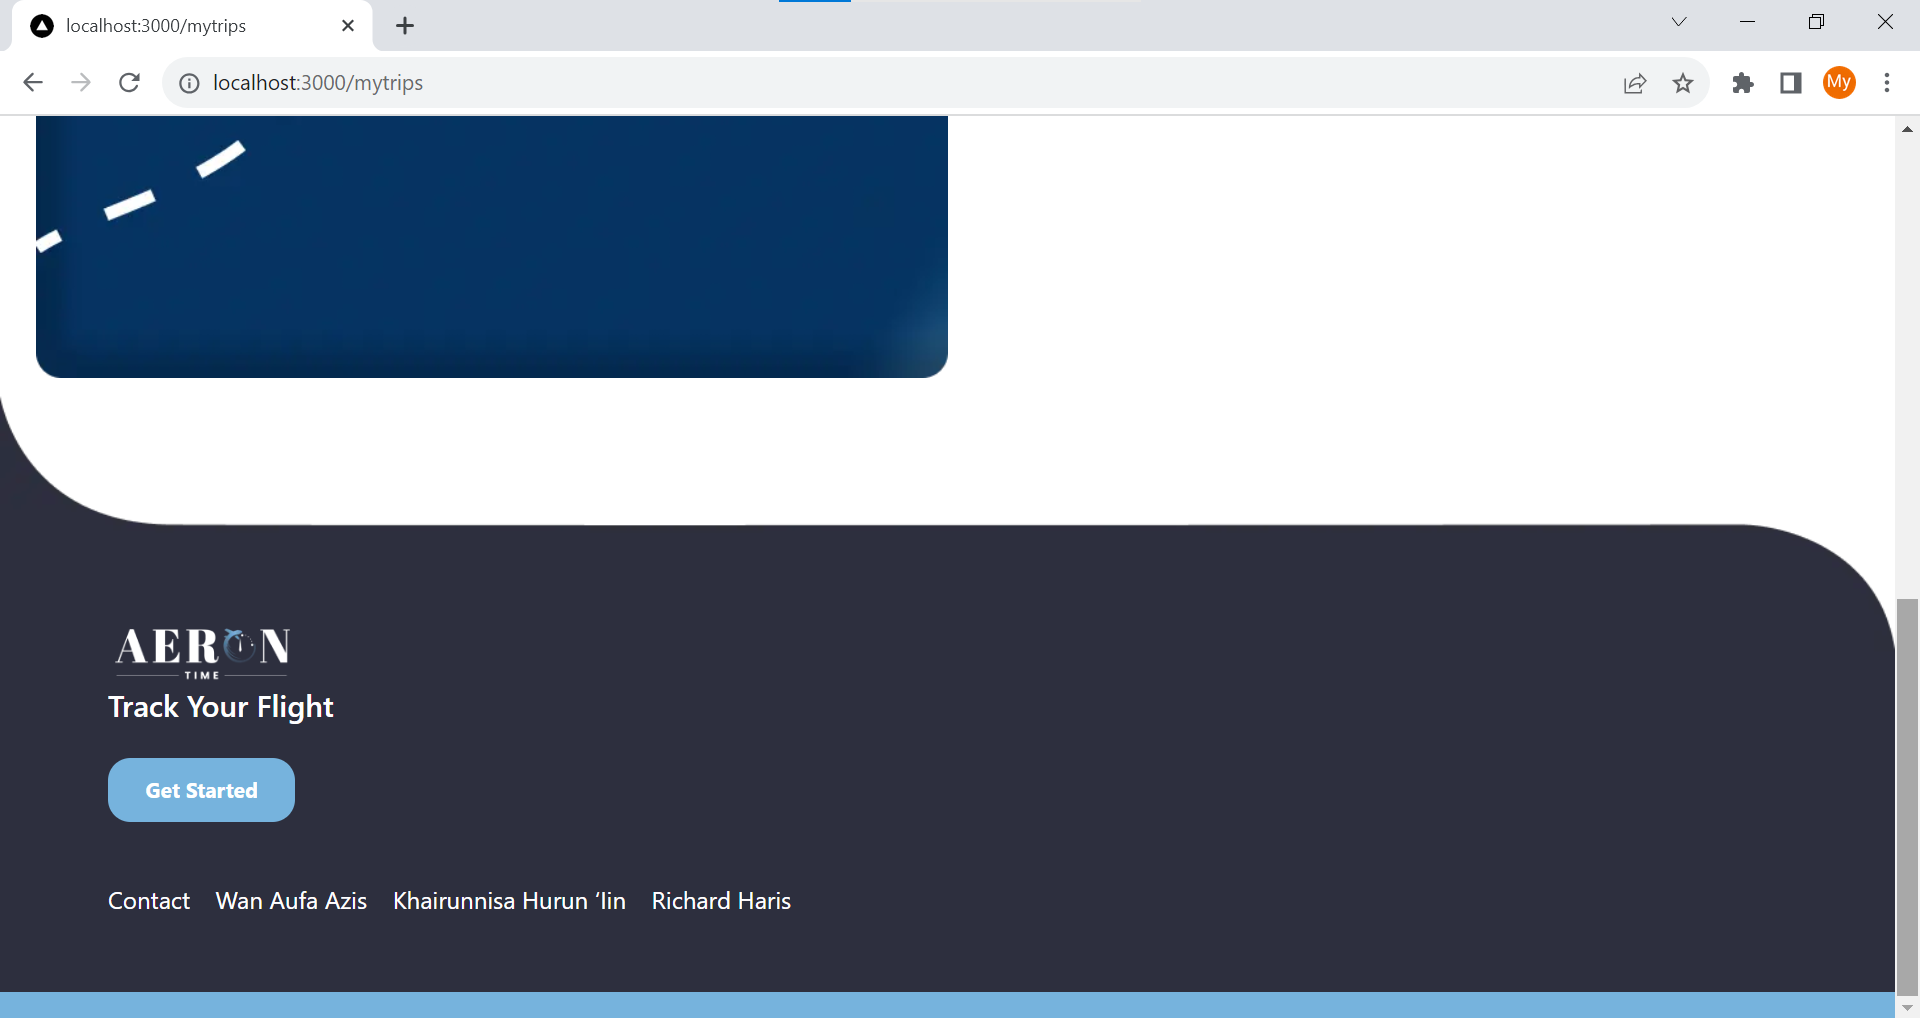 localhost:3000/mytrips
localhost:3000/mytrips
My
AERON
TIME
Track Your Flight
Get Started
Contact Wan Aufa Azis Khairunnisa Hurun ‘Iin Richard Haris